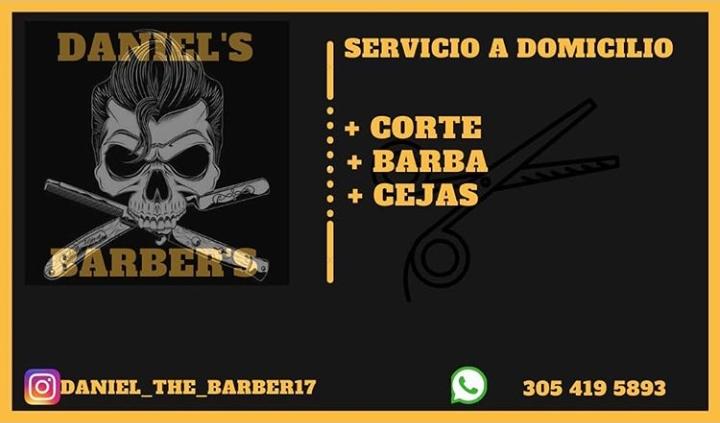 DANIEL'S
BARBER'S
SERVICIO A DOMICILIO
+ CORTE
+ BARBA
+ CEJAS
DANIEL_THE_BARBER17
305 419 5893